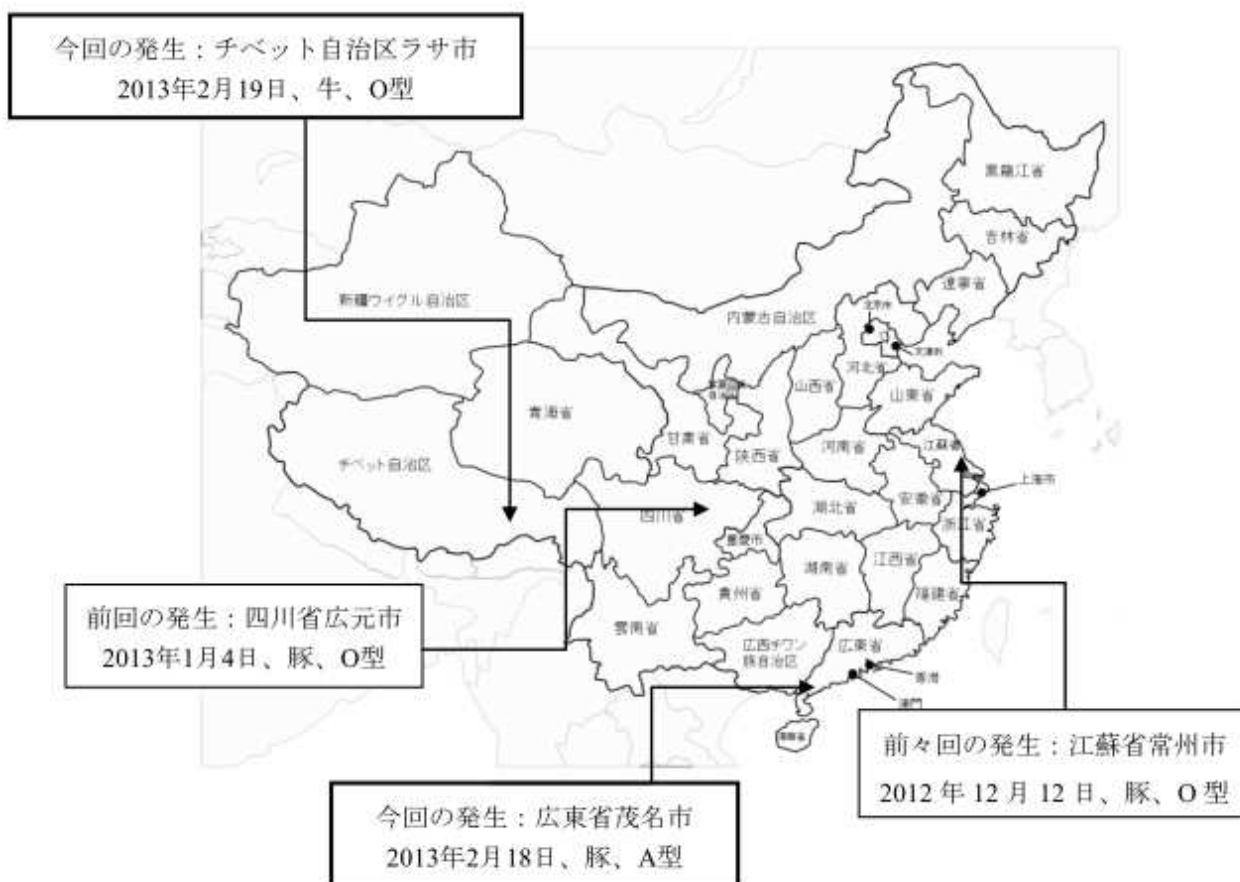 今回の発生：チベット自治区ラサ市
2013年2月19日、牛、O型
黒龍江省
吉林省
遼寧省
新疆ウイグル自治区
内蒙古自治区
北京市
天津市
河北省
山西省
山東省
青海省
甘粛省
陝西省
河南省
江蘇省
チベット自治区
四川省
湖北省
安徽省
上海市
浙江省
重慶市
湖南省
江西省
福建省
貴州省
雲南省
広西チワン
族自治区
広東省
香港
澳門
海南省
前回の発生：四川省広元市
2013年1月4日、豚、O型
前々回の発生：江蘇省常州市
2012年12月12日、豚、O型
今回の発生：広東省茂名市
2013年2月18日、豚、A型